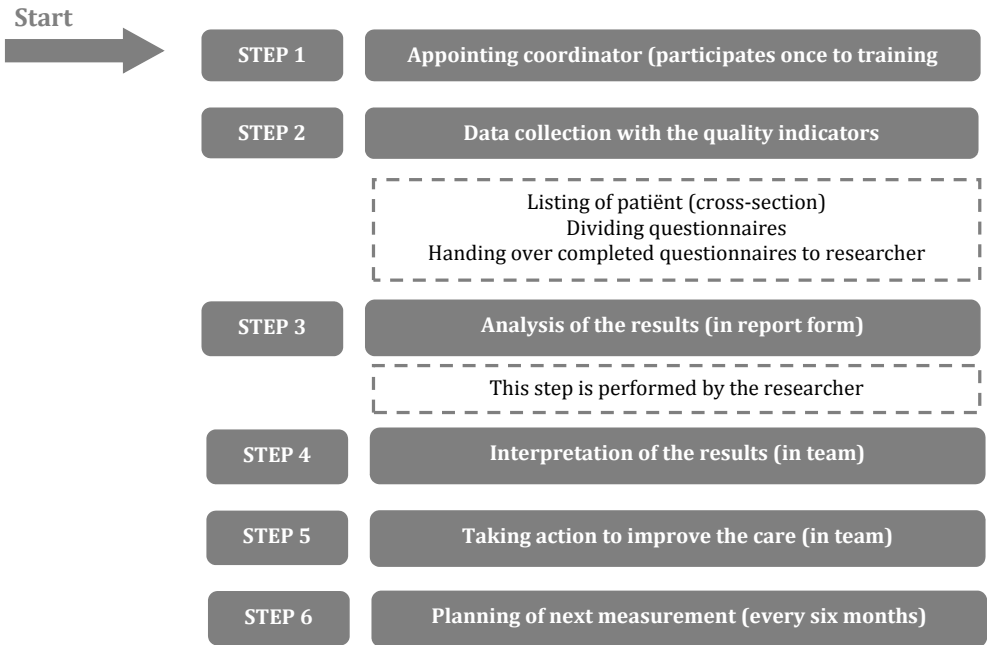 Start
STEP 1
Appointing coordinator (participates once to training
STEP 2
Data collection with the quality indicators
Listing of patiënt (cross-section)
Dividing questionnaires
Handing over completed questionnaires to researcher
STEP 3
Analysis of the results (in report form)
This step is performed by the researcher
STEP 4
Interpretation of the results (in team)
STEP 5
Taking action to improve the care (in team)
STEP 6
Planning of next measurement (every six months)